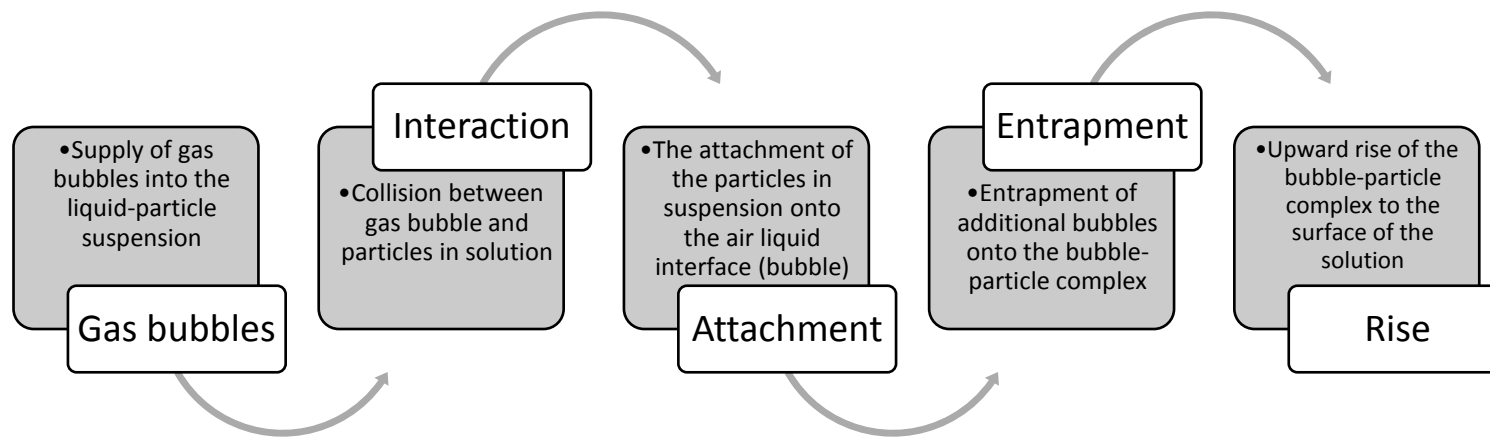 •Supply of gas
bubbles into the
liquid-particle
suspension
Gas bubbles
Interaction
•Collision between
gas bubble and
particles in solution
•The attachment of
the particles in
suspension onto
the air liquid
interface (bubble)
Attachment
Entrapment
•Entrapment of
additional bubbles
onto the bubble-
particle complex
•Upward rise of the
bubble-particle
complex to the
surface of the
solution
Rise